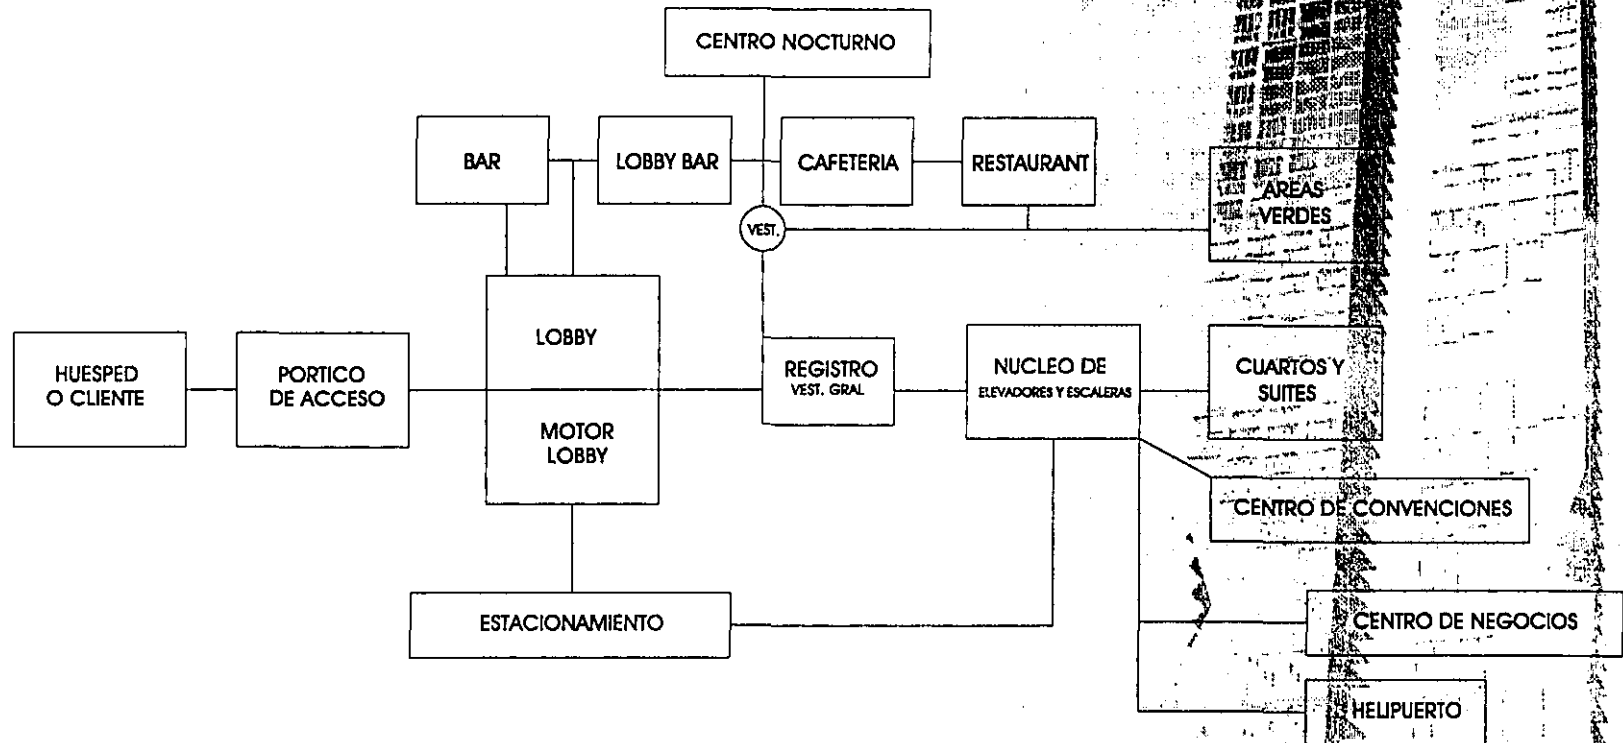 CENTRO NOCTURNO
BAR
LOBBY BAR
CAFETERIA
RESTAURANT
AREAS
VERDES
VEST.
LOBBY
HUESPED
O CLIENTE
PORTICO
DE ACCESO
REGISTRO
VEST. GRAL
NUCLEO DE
ELEVADORES Y ESCALERAS
CUARTOS Y
SUITES
MOTOR
LOBBY
CENTRO DE CONVENCIONES
ESTACIONAMIENTO
CENTRO DE NEGOCIOS
HELIPUERTO